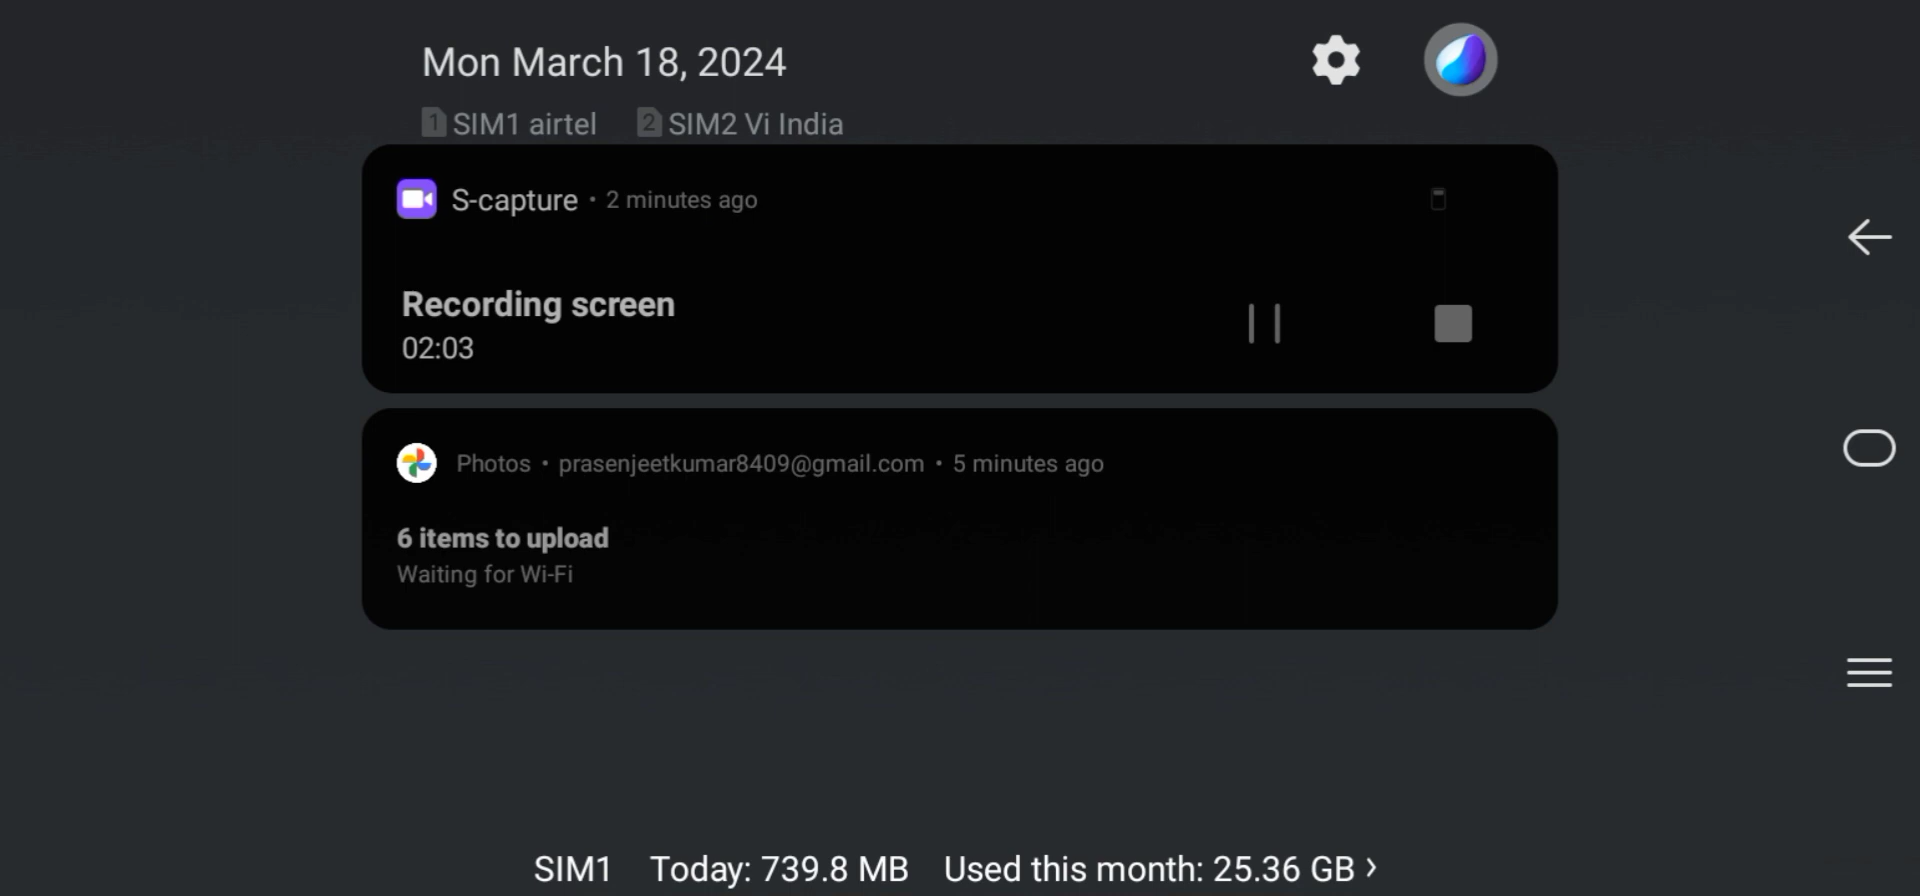 Mon March 18, 2024
1 SIM1 airtel 2 SIM2 Vi India
S-capture • 2 minutes ago
Recording screen
02:03
Photos • prasenjeetkumar8409@gmail.com • 5 minutes ago
6 items to upload
Waiting for Wi-Fi
SIM1 Today: 739.8 MB Used this month: 25.36 GB ›